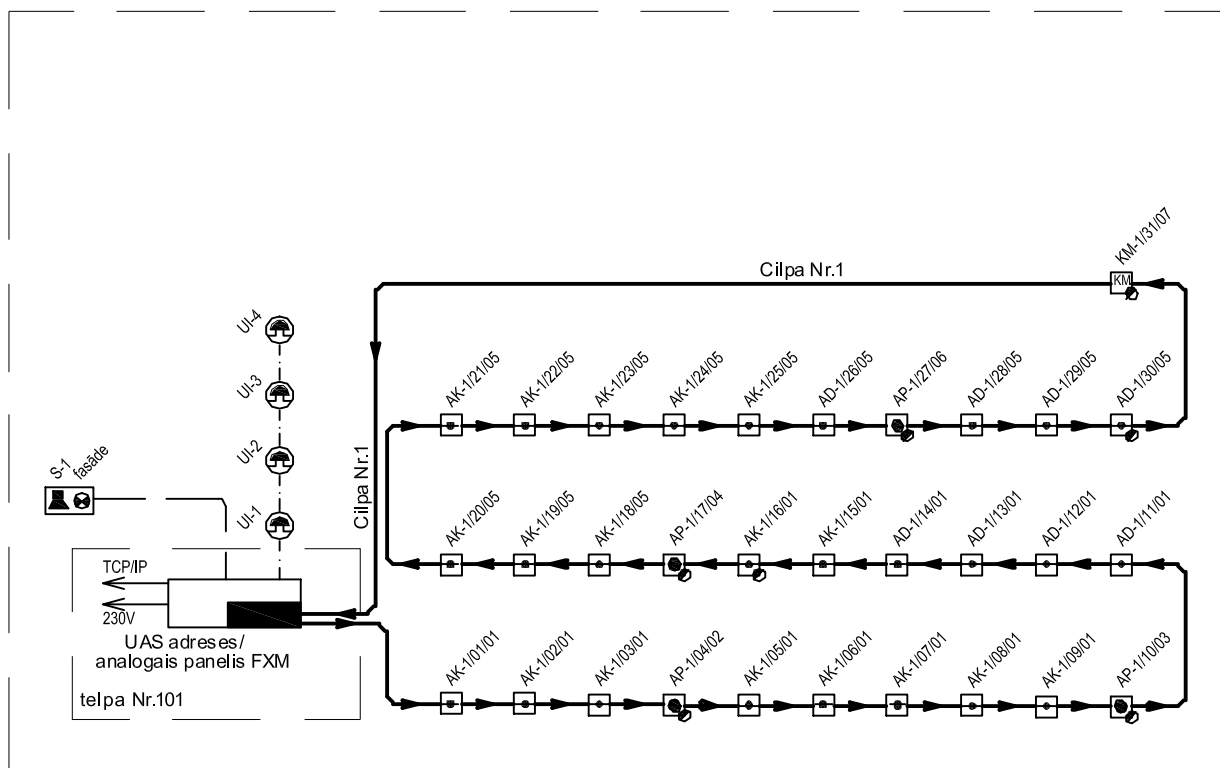 KM-1/31/07
Cilpa Nr.1
KM
UI-4
UI-3
UI-2
UI-1
S-1
fasāde
Cilpa Nr.1
AK-1/21/05
AK-1/22/05
AK-1/23/05
AK-1/24/05
AK-1/25/05
AD-1/26/05
AP-1/27/06
AD-1/28/05
AD-1/29/05
AD-1/30/05
AK-1/20/05
AK-1/19/05
AK-1/18/05
AP-1/17/04
AK-1/16/01
AK-1/15/01
AD-1/14/01
AD-1/13/01
AD-1/12/01
AD-1/11/01
TCP/IP
230V
UAS adreses/
analogais panelis FXM
telpa Nr.101
AK-1/01/01
AK-1/02/01
AK-1/03/01
AP-1/04/02
AK-1/05/01
AK-1/06/01
AK-1/07/01
AK-1/08/01
AK-1/09/01
AP-1/10/03